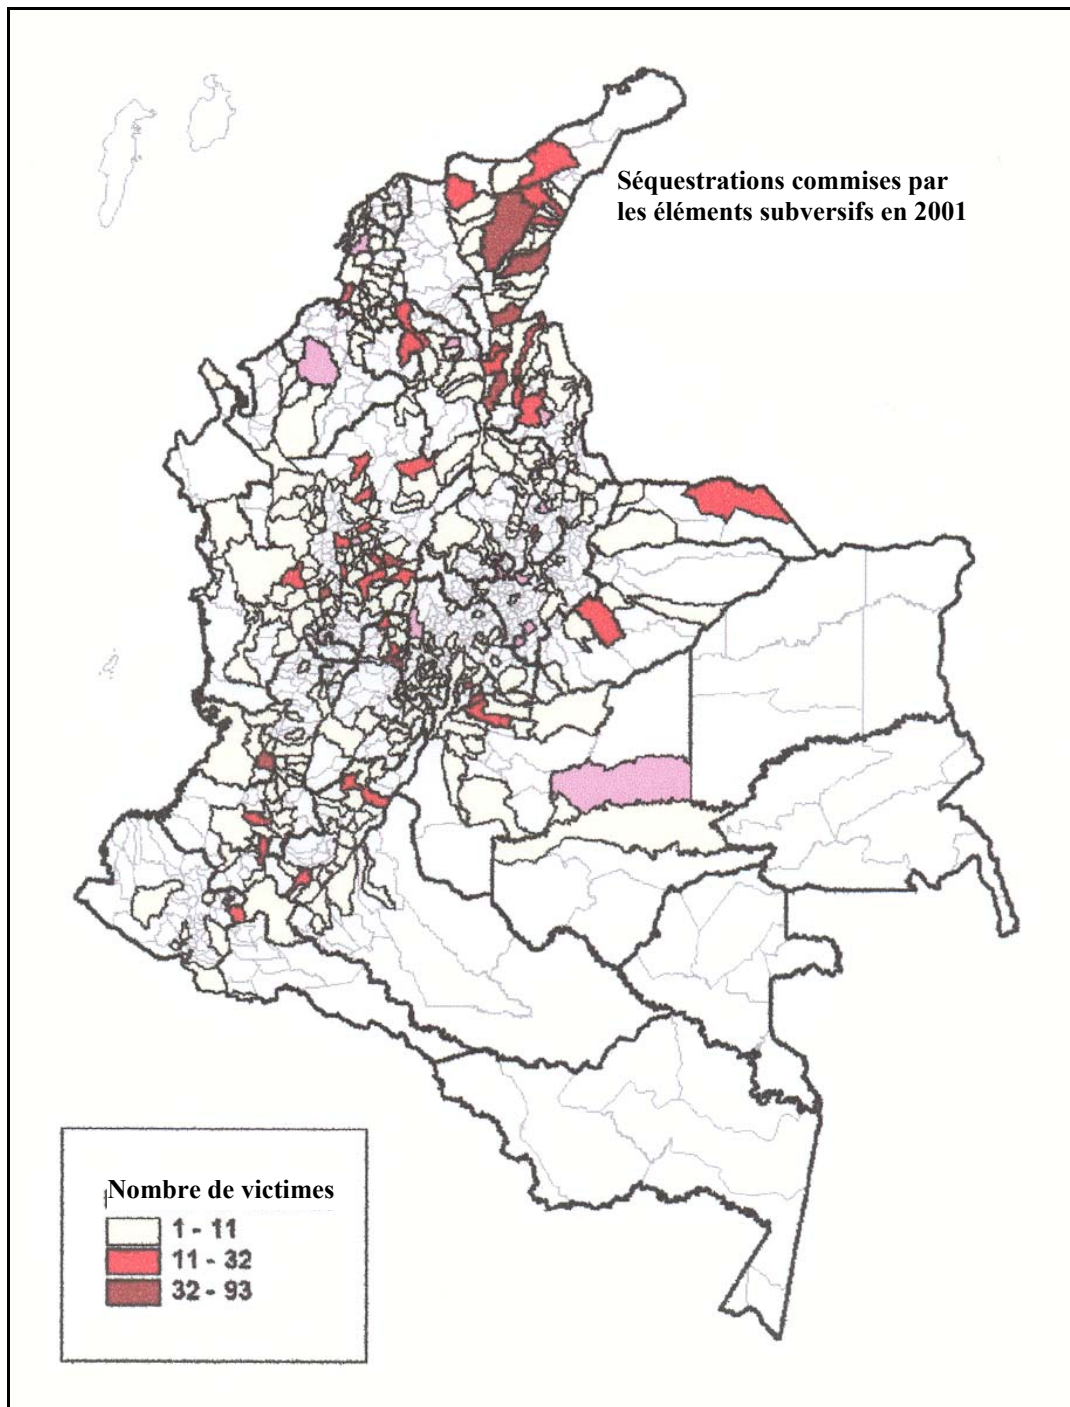 Séquestrations commises par
les éléments subversifs en 2001
Nombre de victimes
1 - 11
11 - 32
32 - 93